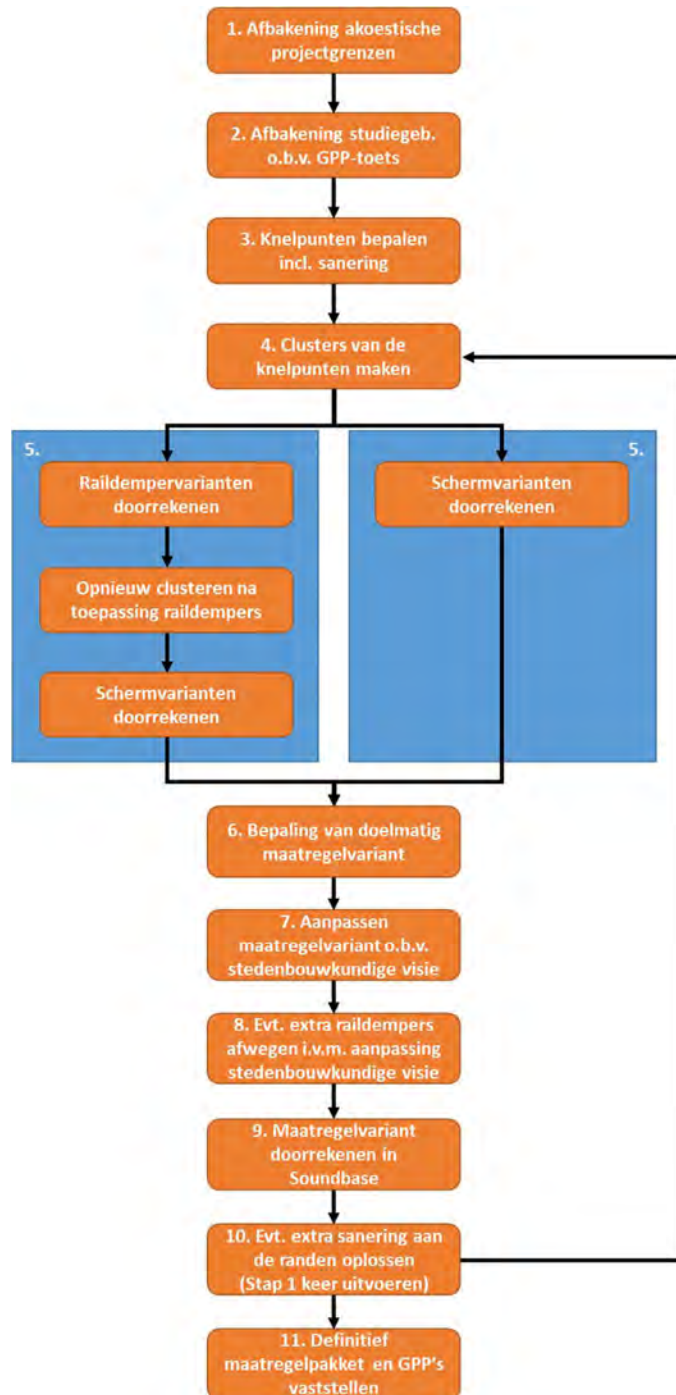 1. Afbakening akoestische
projectgrenzen
2. Afbakening studiegeb.
o.b.v. GPP-toets
3. Knelpunten bepalen
incl. sanering
4. Clusters van de
knelpunten maken
5.
Raildempervarianten
doorrekenen
Opnieuw clusteren na
toepassing raildempers
Schermvarianten
doorrekenen
5.
Schermvarianten
doorrekenen
6. Bepaling van doelmatig
maatregelvariant
7. Aanpassen
maatregelvariant o.b.v.
stedenbouwkundige visie
8. Evt. extra raildempers
afwegen i.v.m. aanpassing
stedenbouwkundige visie
9. Maatregelvariant
doorrekenen in
Soundbase
10. Evt. extra sanering aan
de randen oplossen
(Stap 1 keer uitvoeren)
11. Definitief
maatregelpakket en GPP's
vaststellen